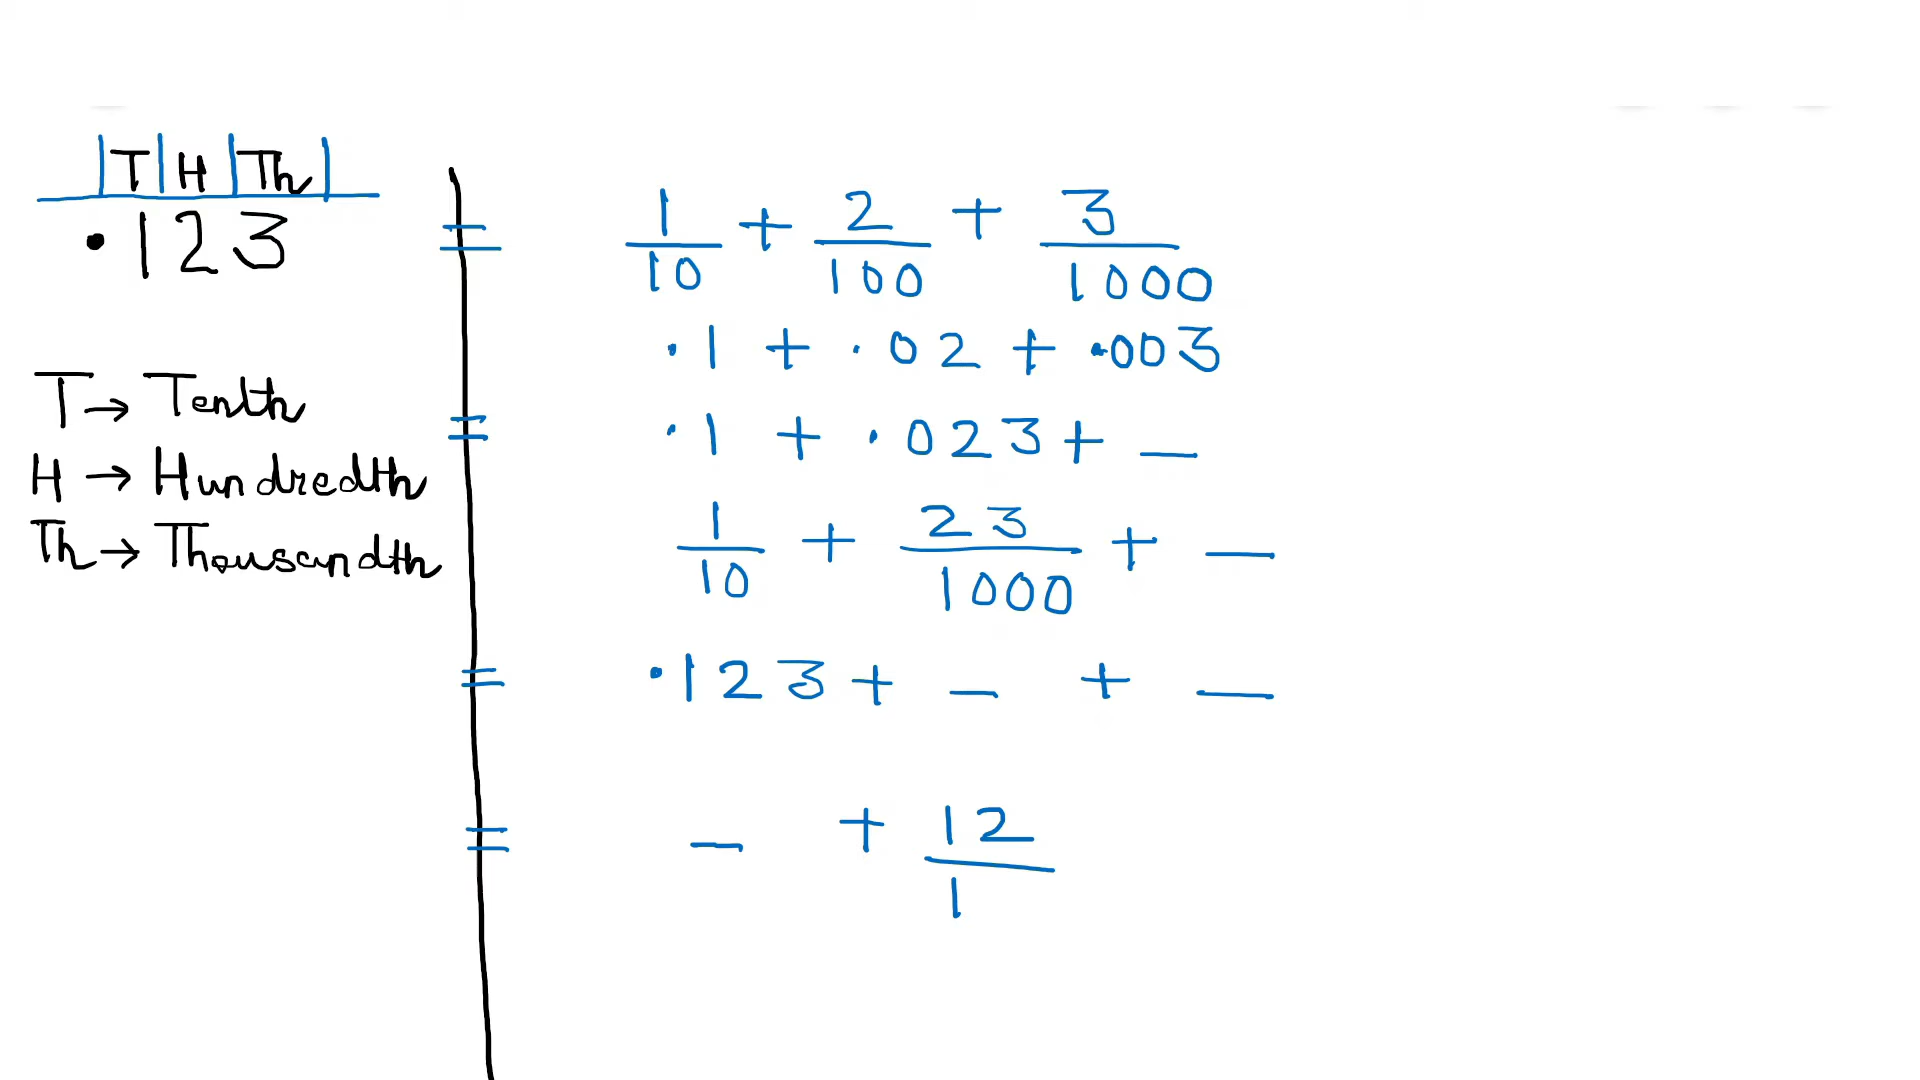 |T|H|Th|
.123
T → Tenth
H → Hundredth
Th → Thousandth
= 1/10 + 2/100 + 3/1000
.1 + .02 + .003
= .1 + .023 + _
1/10 + 23/1000 + _
= .123 + _ + _
= _ + 12/1